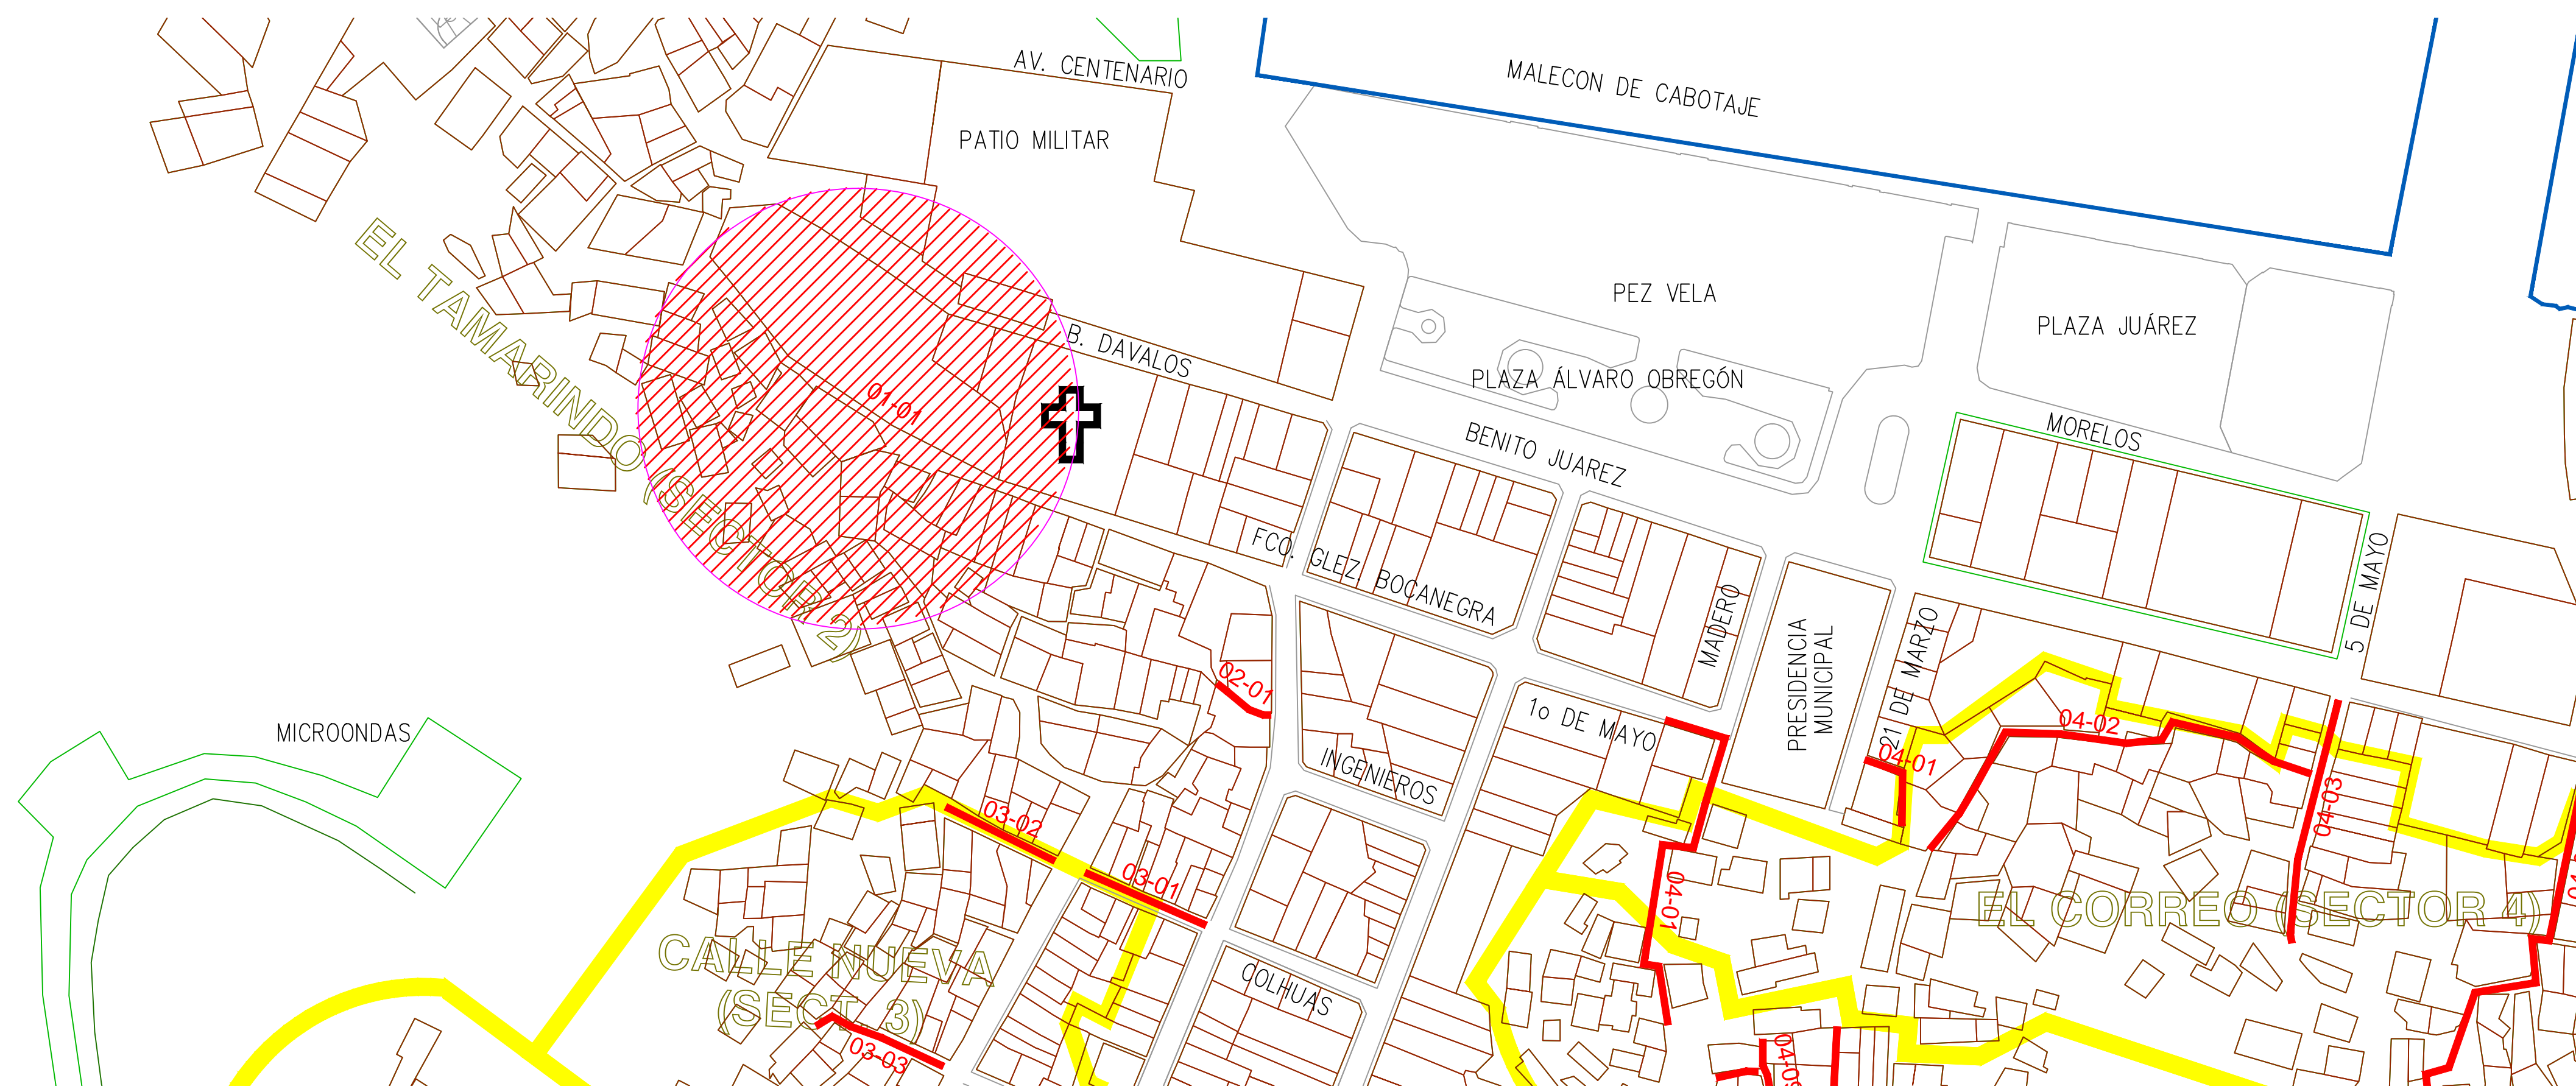 AV. CENTENARIO
MALECON DE CABOTAJE
PATIO MILITAR
EL TAMARINDO (SECTOR 2)
PEZ VELA
PLAZA JUÁREZ
B. DAVALOS
PLAZA ÁLVARO OBREGÓN
01-01
MORELOS
BENITO JUAREZ
FCO. GLEZ. BOCANEGRA
5 DE MAYO
MADERO
PRESIDENCIA
MUNICIPAL
21 DE MARZO
02-01
1o DE MAYO
MICROONDAS
04-02
INGENIEROS
04-01
04-03
03-02
03-01
04-01
EL CORREO (SECTOR 4)
CALLE NUEVA
(SECT. 3)
COLHUAS
03-03